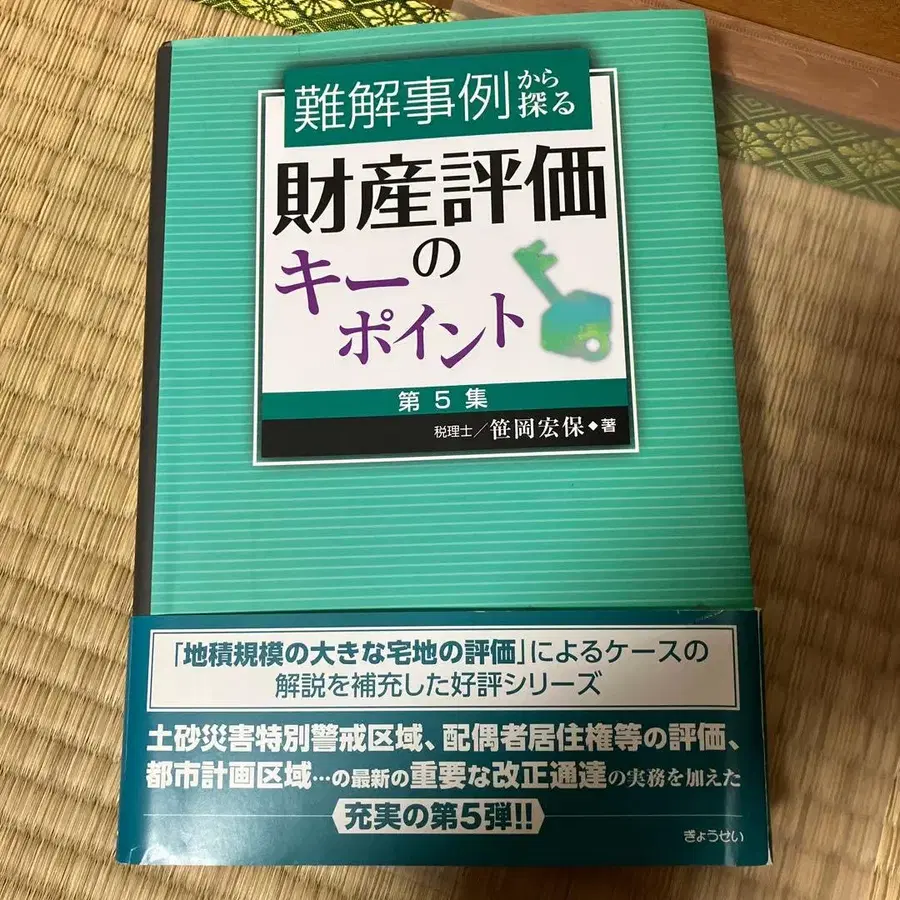 難解事例から探る
財産評価の
キーポイント
第5集
税理士/笹岡宏保◆著
「地積規模の大きな宅地の評価」によるケースの
解説を補充した好評シリーズ
土砂災害特別警戒区域、配偶者居住権等の評価、
都市計画区域…の最新の重要な改正通達の実務を加えた
充実の第5弾!!
ぎょうせい